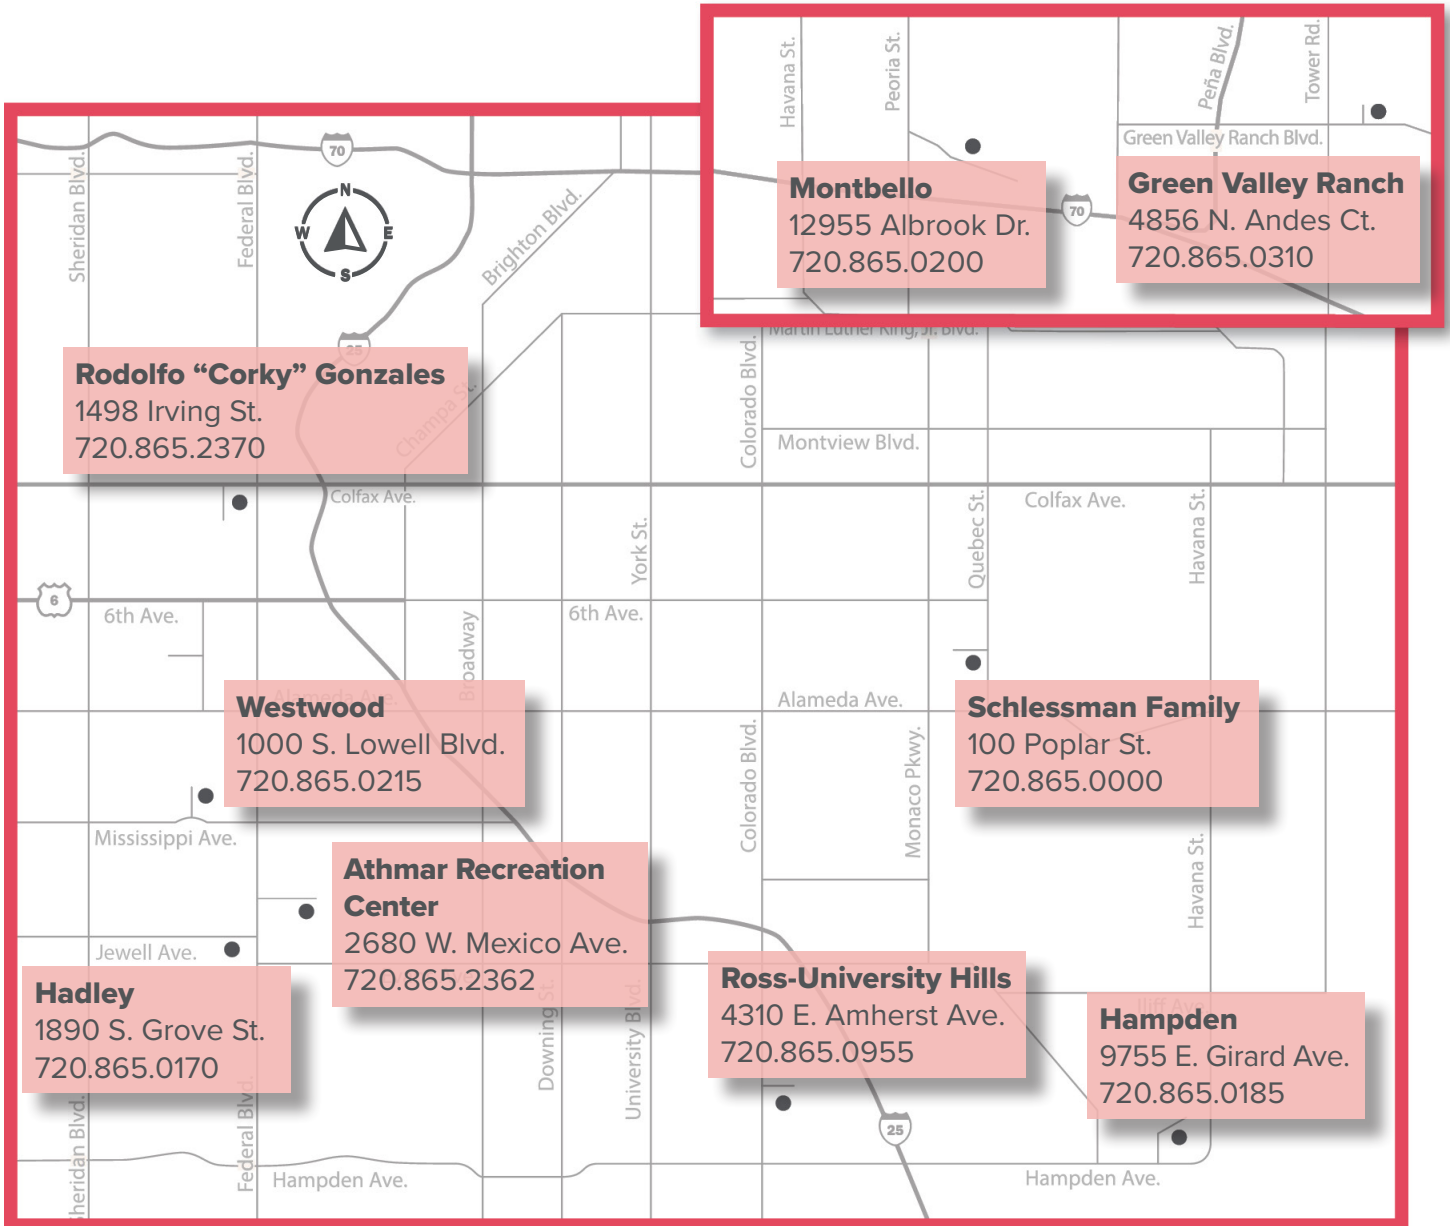 Havana St.
Peoria St.
Peña Blvd.
Tower Rd.
Green Valley Ranch Blvd.
70
Montbello
12955 Albrook Dr.
720.865.0200
Green Valley Ranch
4856 N. Andes Ct.
720.865.0310
70
Sheridan Blvd.
Federal Blvd.
N
W
E
S
Brighton Blvd.
Martin Luther King, Jr. Blvd.
25
Rodolfo “Corky” Gonzales
1498 Irving St.
720.865.2370
Champa St.
Colorado Blvd.
Montview Blvd.
Colfax Ave.
Colfax Ave.
York St.
Quebec St.
Havana St.
6
6th Ave.
6th Ave.
Broadway
Alameda Ave.
Alameda Ave.
Westwood
1000 S. Lowell Blvd.
720.865.0215
Schlessman Family
100 Poplar St.
720.865.0000
Colorado Blvd.
Monaco Pkwy.
Mississippi Ave.
Havana St.
Athmar Recreation
Center
2680 W. Mexico Ave.
720.865.2362
Jewell Ave.
Hadley
1890 S. Grove St.
720.865.0170
Ross-University Hills
4310 E. Amherst Ave.
720.865.0955
Iliff Ave.
Hampden
9755 E. Girard Ave.
720.865.0185
Downing St.
University Blvd.
Sheridan Blvd.
Federal Blvd.
25
Hampden Ave.
Hampden Ave.